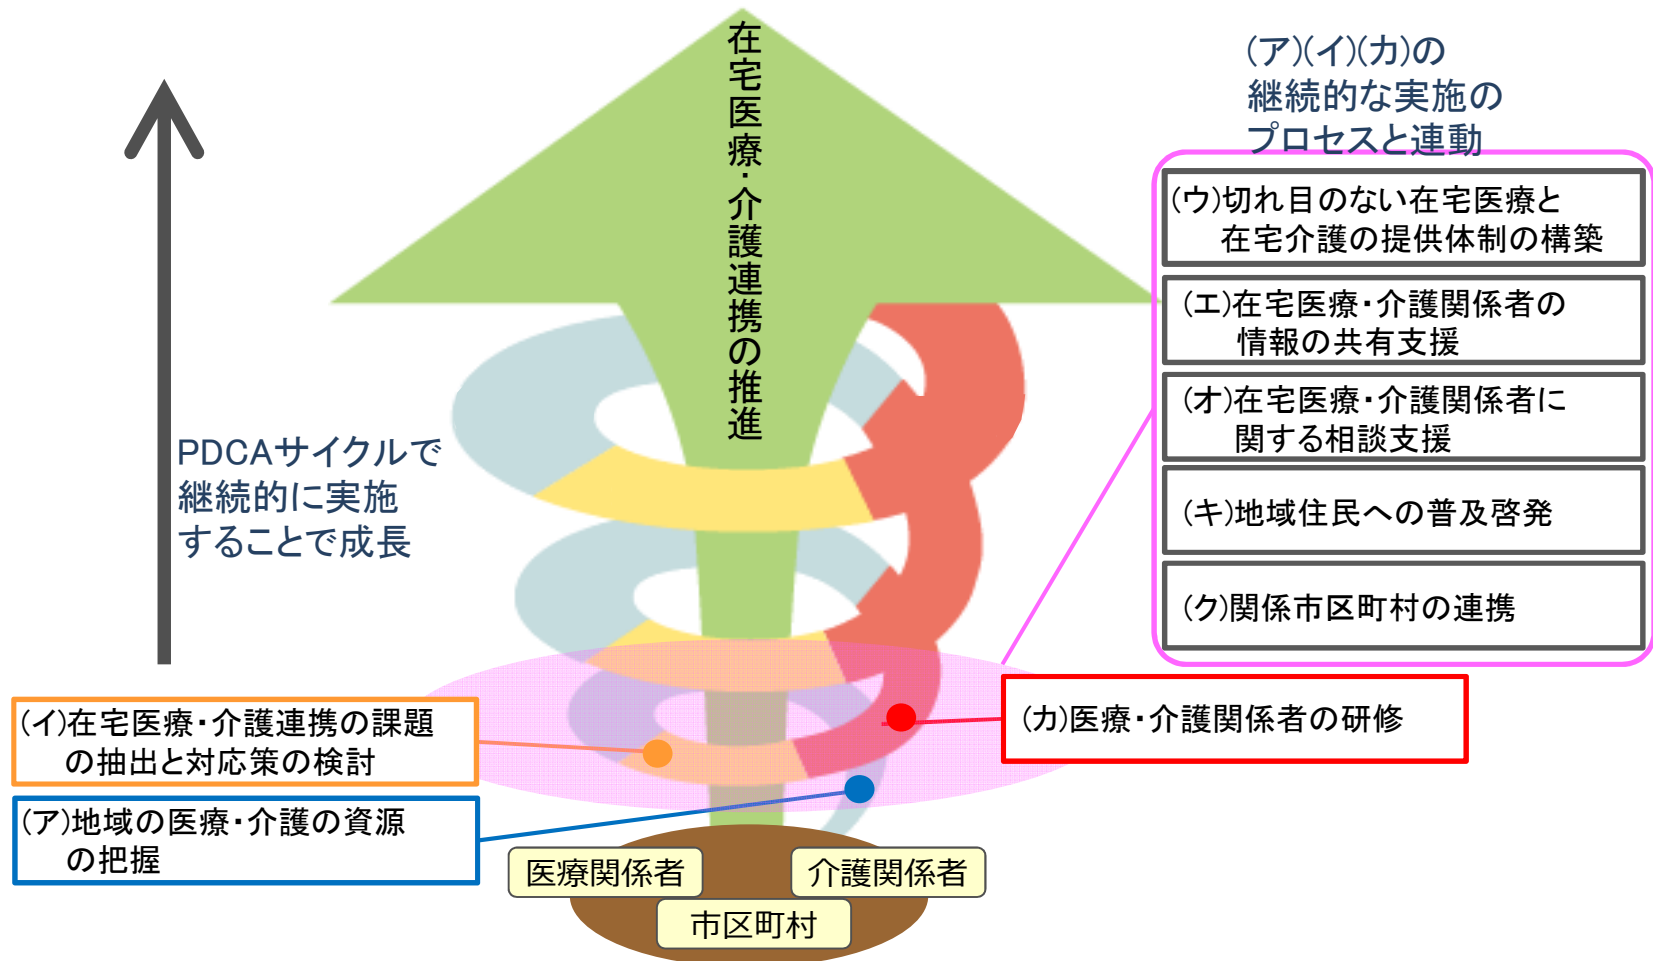 在宅医療・介護連携の推進
(ア)(イ)(カ)の
継続的な実施の
プロセスと連動
(ウ)切れ目のない在宅医療と
在宅介護の提供体制の構築
(エ)在宅医療・介護関係者の
情報の共有支援
(オ)在宅医療・介護関係者に
関する相談支援
(キ)地域住民への普及啓発
(ク)関係市区町村の連携
PDCAサイクルで
継続的に実施
することで成長
(イ)在宅医療・介護連携の課題
の抽出と対応策の検討
(カ)医療・介護関係者の研修
(ア)地域の医療・介護の資源
の把握
医療関係者
介護関係者
市区町村